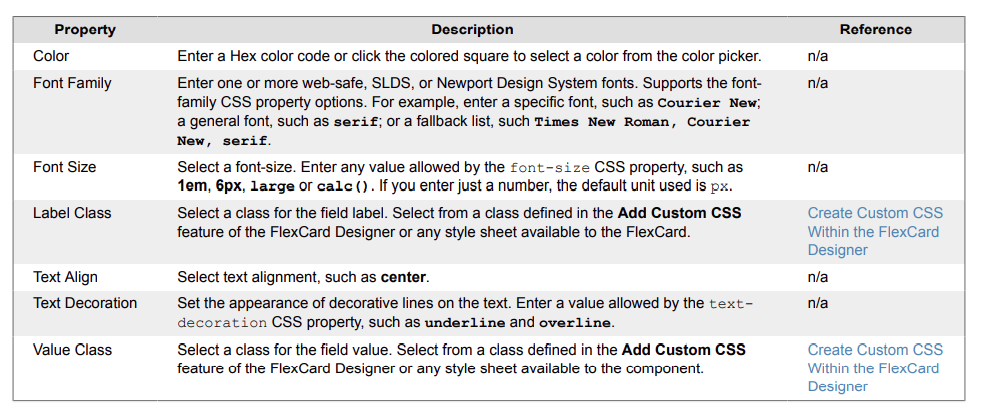 Property Description Reference
Color Enter a Hex color code or click the colored square to select a color from the color picker. n/a
Font Family Enter one or more web-safe, SLDS, or Newport Design System fonts. Supports the font- n/a
family CSS property options. For example, enter a specific font, such as Courier New;
a general font, such as serif; or a fallback list, such Times New Roman, Courier
New, serif.
Font Size Select a font-size. Enter any value allowed by the font-size CSS property, such as n/a
1em, 6px, large or calc(). If you enter just a number, the default unit used is px.
Label Class Select a class for the field label. Select from a class defined in the Add Custom CSS Create Custom CSS
feature of the FlexCard Designer or any style sheet available to the FlexCard. Within the FlexCard
Designer
Text Align Select text alignment, such as center. n/a
Text Decoration Set the appearance of decorative lines on the text. Enter a value allowed by the text- n/a
decoration CSS property, such as underline and overline.
Value Class Select a class for the field value. Select from a class defined in the Add Custom CSS Create Custom CSS
feature of the FlexCard Designer or any style sheet available to the component. Within the FlexCard
Designer